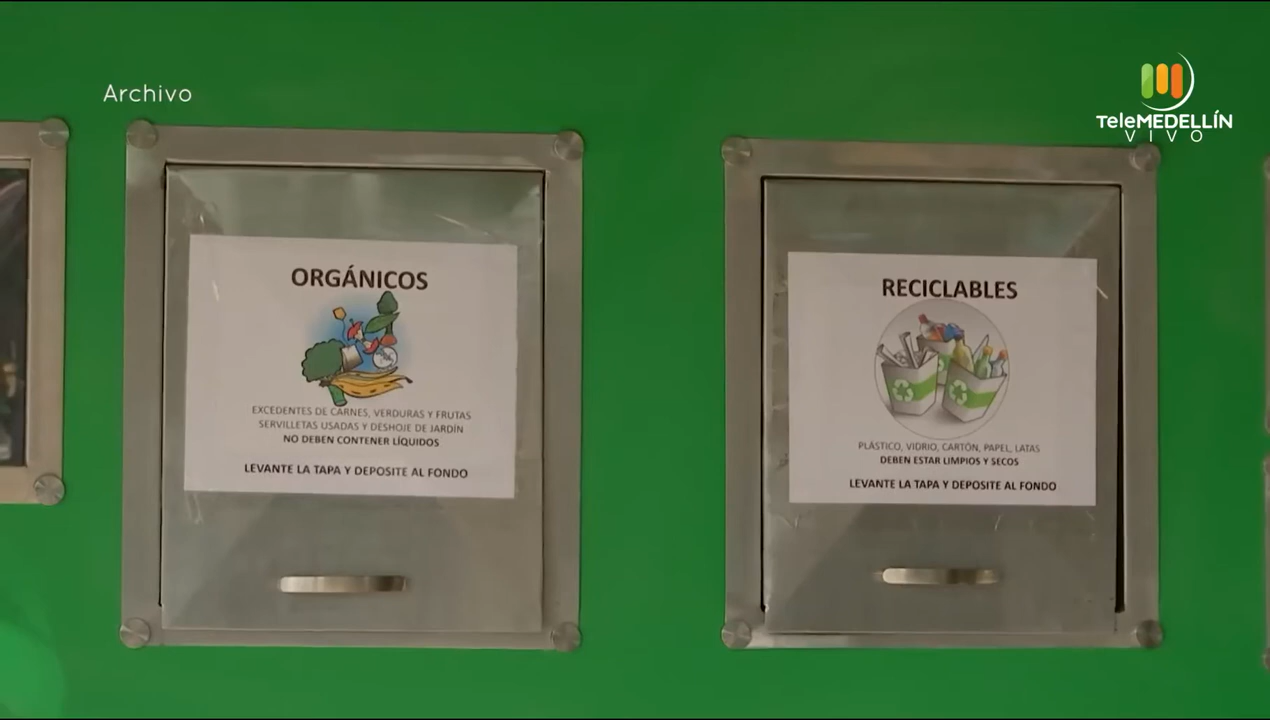 Archivo
TeleMEDELLÍN
VIVO
ORGÁNICOS
EXCEDENTES DE CARNES, VERDURAS Y FRUTAS
SERVILLETAS USADAS Y DESHOJE DE JARDÍN
NO DEBEN CONTENER LÍQUIDOS
LEVANTE LA TAPA Y DEPOSITE AL FONDO
RECICLABLES
PLÁSTICO, VIDRIO, CARTÓN, PAPEL, LATAS
DEBEN ESTAR LIMPIOS Y SECOS
LEVANTE LA TAPA Y DEPOSITE AL FONDO